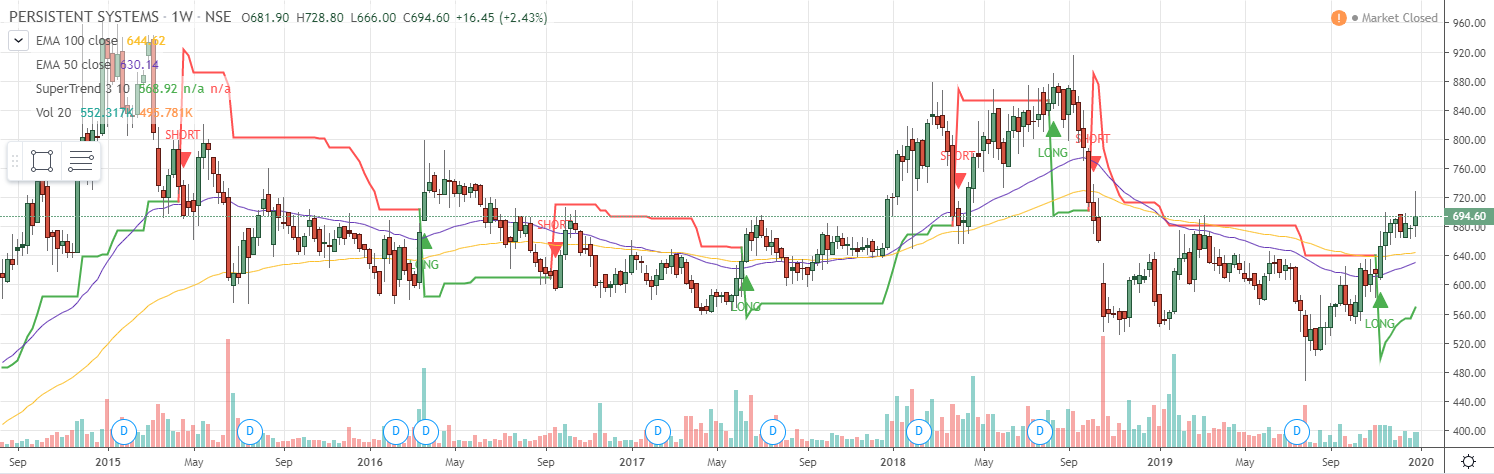 PERSISTENT SYSTEMS · 1W · NSE O681.90 H728.80 L666.00 C694.60 +16.45 (+2.43%)
! Market Closed
EMA 100 close 644.62
EMA 50 close 630.14
SuperTrend 3 10 568.92 n/a n/a
Vol 20 552.317K 495.781K
SHORT
SHORT
SHORT
SHORT
LONG
LONG
LONG
LONG
960.00
920.00
880.00
840.00
800.00
760.00
720.00
694.60
680.00
640.00
600.00
560.00
520.00
480.00
440.00
400.00
D D D D D D D D D
Sep 2015 May Sep 2016 May Sep 2017 May Sep 2018 May Sep 2019 May Sep 2020